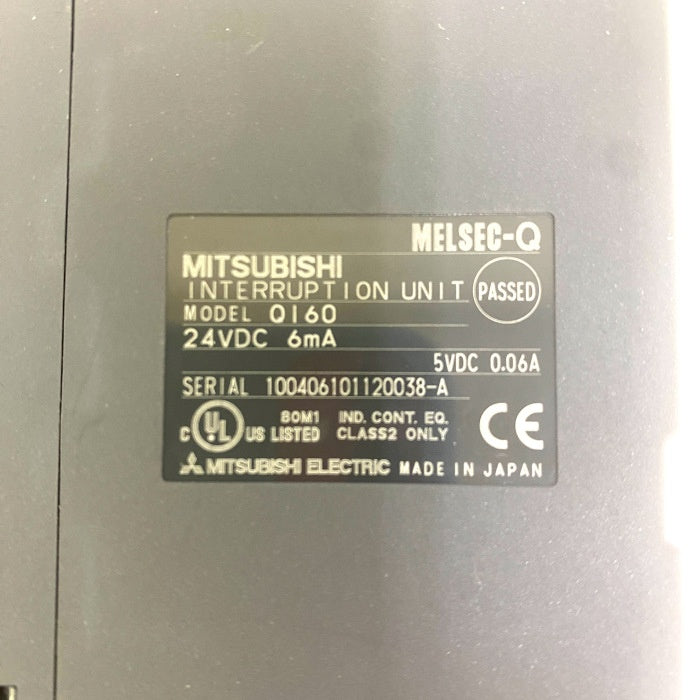 MELSEC-Q
MITSUBISHI
INTERRUPTION UNIT PASSED
MODEL QI60
24VDC 6mA
5VDC 0.06A
SERIAL 100406101120038-A
C UL US LISTED 80M1 IND. CONT. EQ.
CLASS2 ONLY CE
MITSUBISHI ELECTRIC MADE IN JAPAN